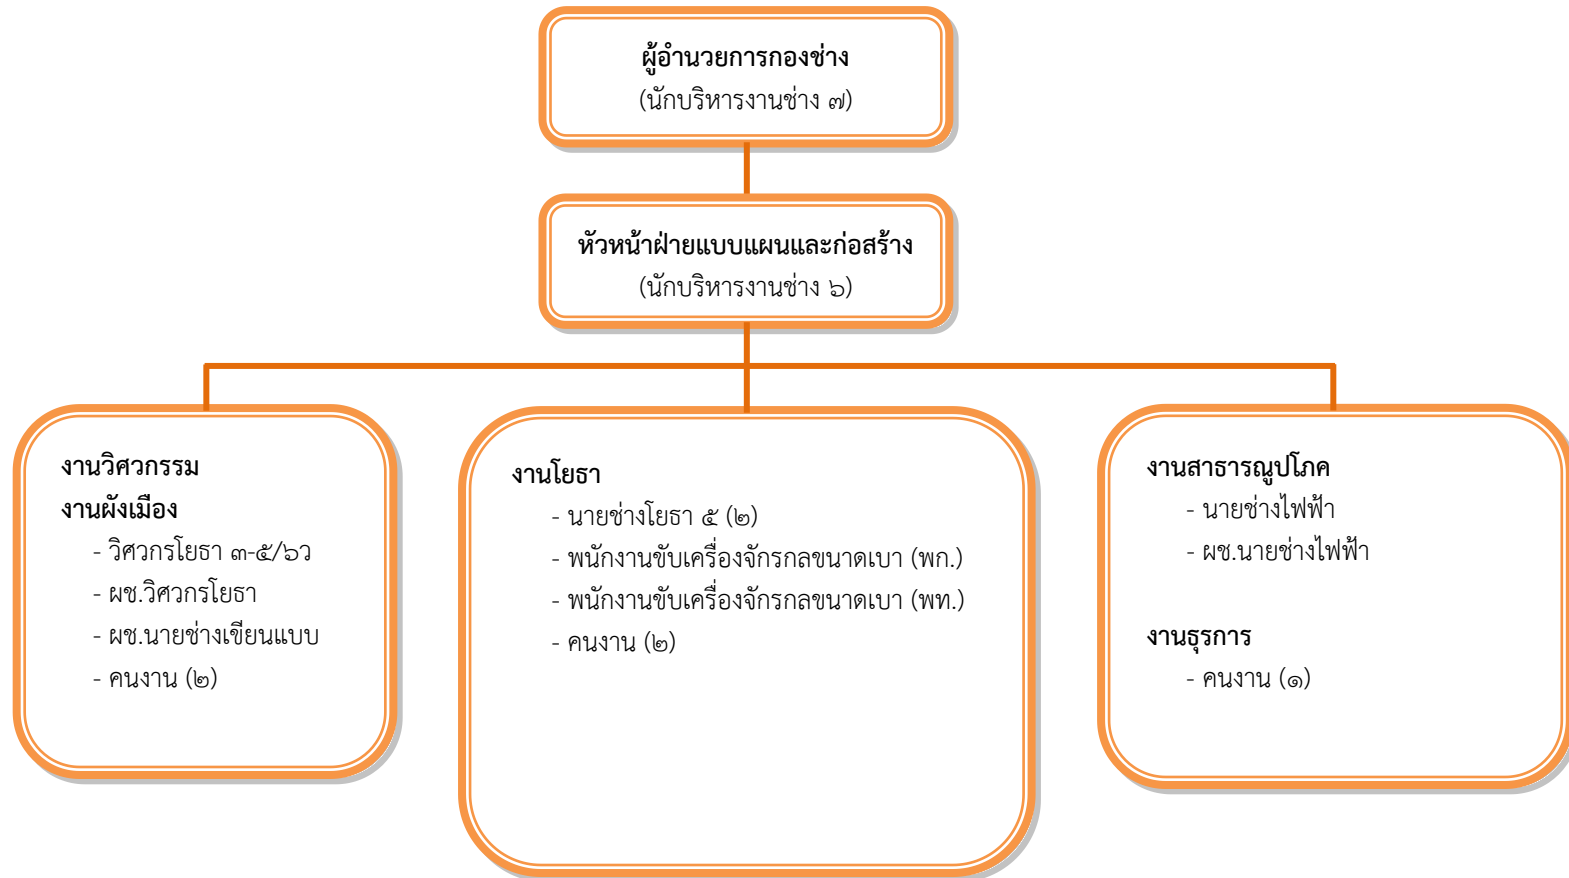 ผู้อำนวยการกองช่าง
(นักบริหารงานช่าง ๗)
หัวหน้าฝ่ายแบบแผนและก่อสร้าง
(นักบริหารงานช่าง ๖)
งานวิศวกรรม
งานผังเมือง
- วิศวกรโยธา ๓-๕/๖ว
- ผช.วิศวกรโยธา
- ผช.นายช่างเขียนแบบ
- คนงาน (๒)
งานโยธา
- นายช่างโยธา ๕ (๒)
- พนักงานขับเครื่องจักรกลขนาดเบา (พก.)
- พนักงานขับเครื่องจักรกลขนาดเบา (พท.)
- คนงาน (๒)
งานสาธารณูปโภค
- นายช่างไฟฟ้า
- ผช.นายช่างไฟฟ้า
งานธุรการ
- คนงาน (๑)